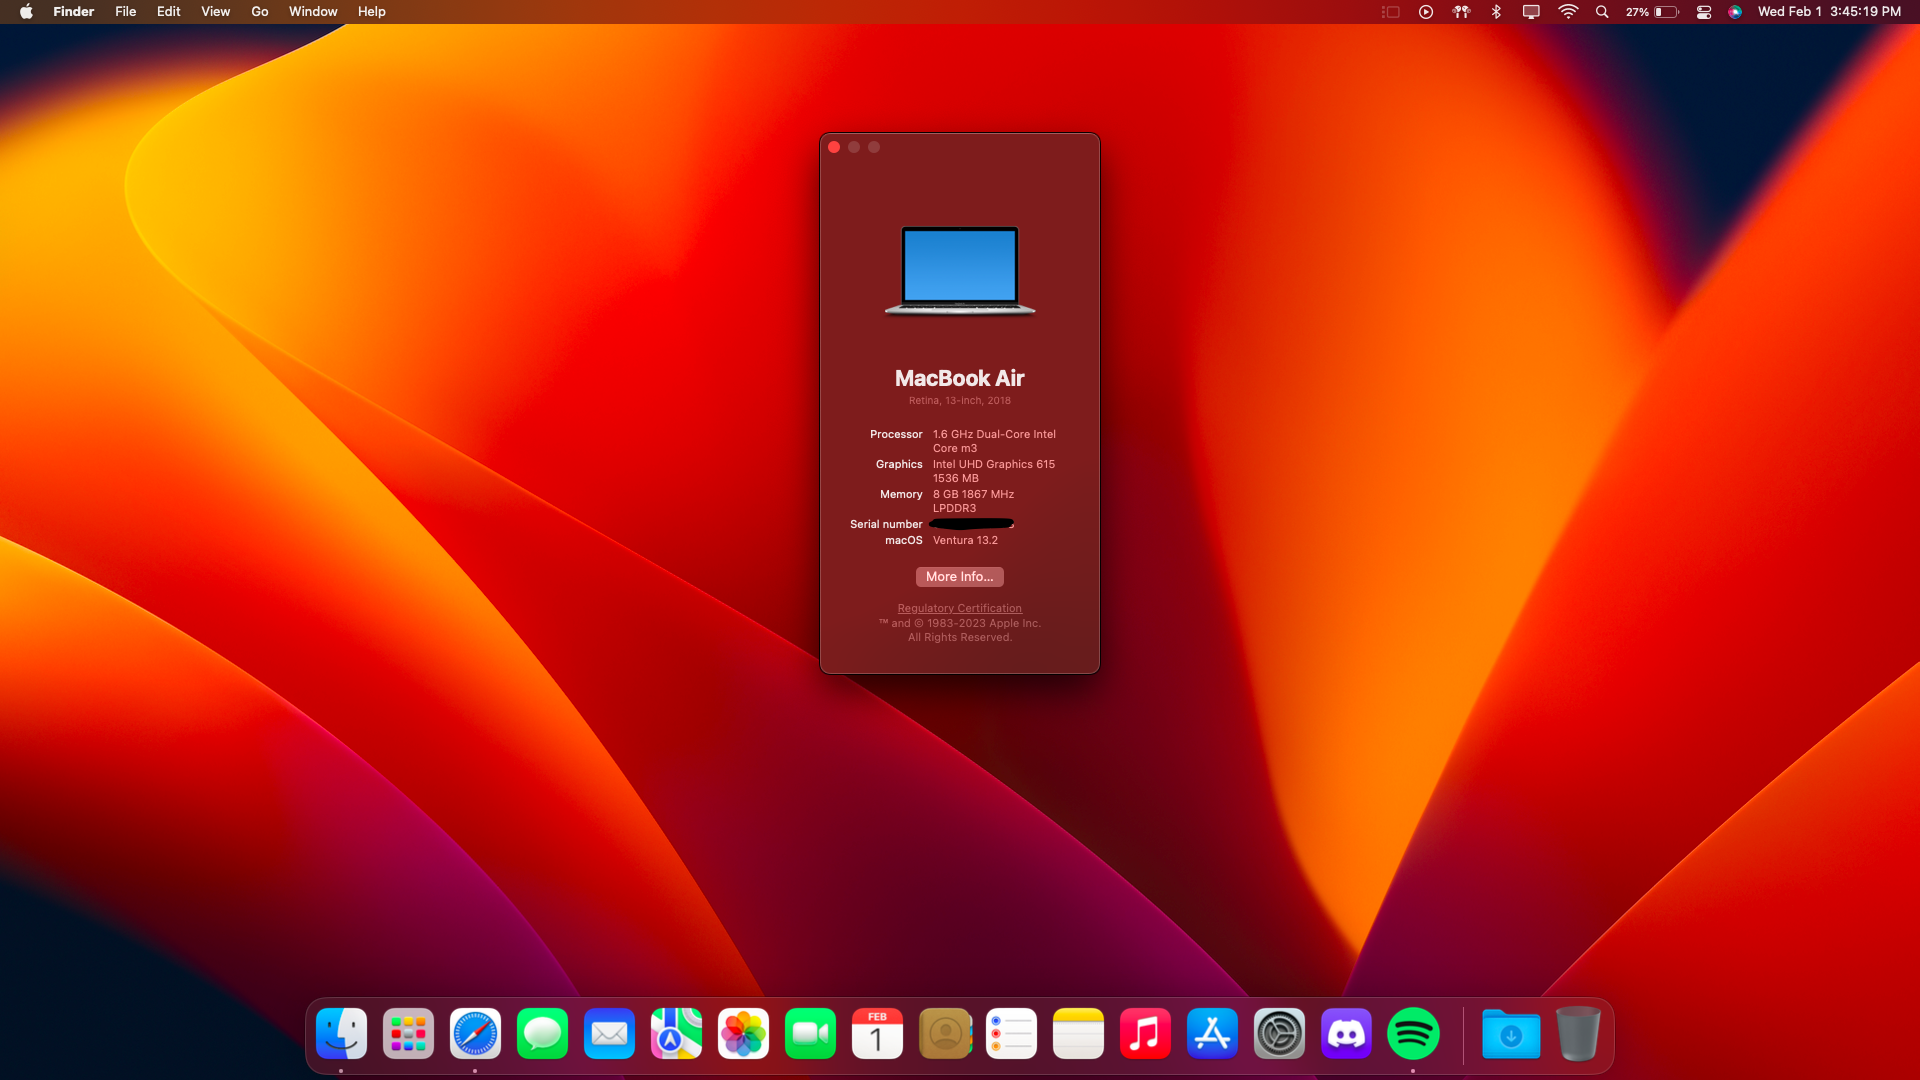 Finder File Edit View Go Window Help
27% Wed Feb 1 3:45:19 PM
MacBook Air
Retina, 13-inch, 2018
Processor 1.6 GHz Dual-Core Intel
Core m3
Graphics Intel UHD Graphics 615
1536 MB
Memory 8 GB 1867 MHz
LPDDR3
Serial number
macOS Ventura 13.2
More Info...
Regulatory Certification
™ and © 1983-2023 Apple Inc.
All Rights Reserved.
FEB
1